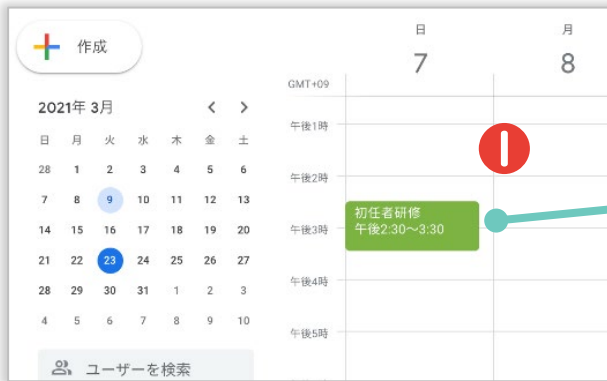 作成
2021年 3月
日 月 火 水 木 金 土
28 1 2 3 4 5 6
7 8 9 10 11 12 13
14 15 16 17 18 19 20
21 22 23 24 25 26 27
28 29 30 31 1 2 3
4 5 6 7 8 9 10
ユーザーを検索
日 月
7 8
GMT+09
午後1時
午後2時
午後3時
午後4時
午後5時
初任者研修
午後2:30～3:30